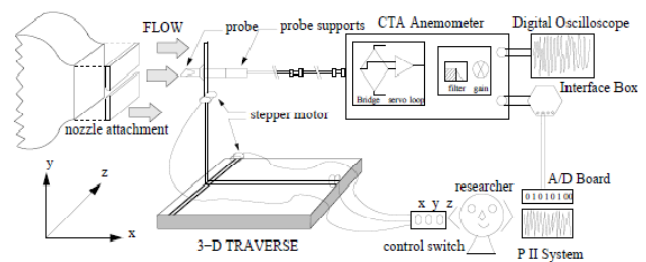 CTA Anemometer
Digital Oscilloscope
FLOW
probe
probe supports
Bridge
servo loop
filter
gain
Interface Box
nozzle attachment
stepper motor
y
z
x
A/D Board
researcher
x y z
01010100
control switch
3-D TRAVERSE
P II System